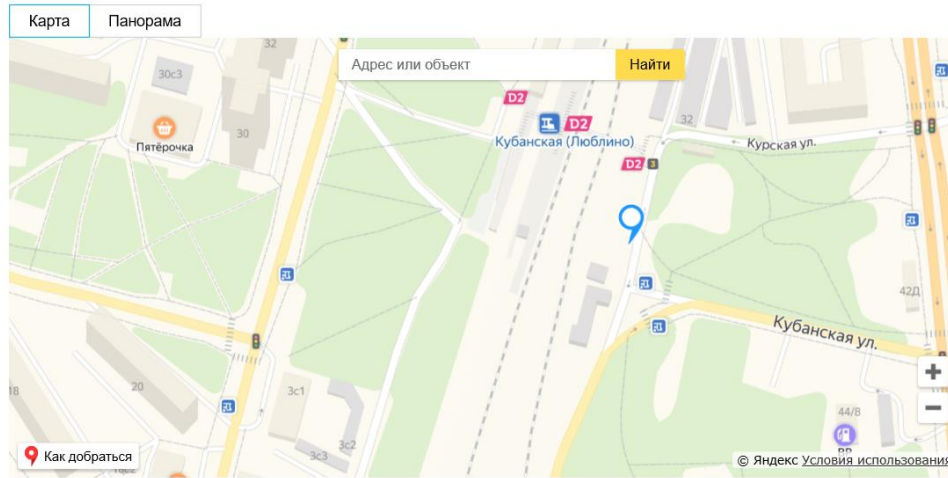 Карта
Панорама
Адрес или объект
Найти
32
30с3
30
Пятёрочка
D2
D2
Кубанская (Люблино)
D2 3
32
Курская ул.
42Д
Кубанская ул.
18
20
3с1
3с2
3с3
44/8
BP
+
−
Как добраться
© Яндекс Условия использования